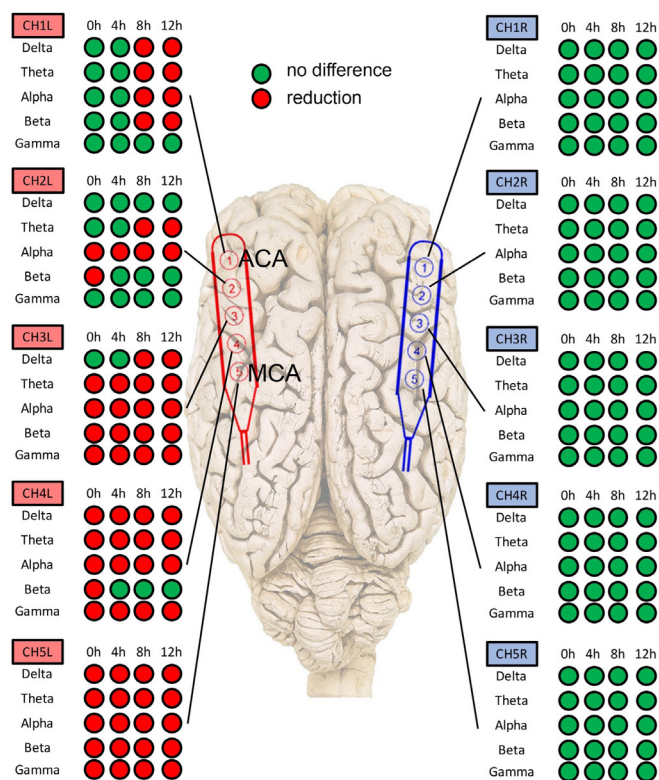 CH1L 0h 4h 8h 12h
Delta
Theta
Alpha
Beta
Gamma
CH2L 0h 4h 8h 12h
Delta
Theta
Alpha
Beta
Gamma
CH3L 0h 4h 8h 12h
Delta
Theta
Alpha
Beta
Gamma
CH4L 0h 4h 8h 12h
Delta
Theta
Alpha
Beta
Gamma
CH5L 0h 4h 8h 12h
Delta
Theta
Alpha
Beta
Gamma
no difference
reduction
1 ACA
2
3
4
5 MCA
1
2
3
4
5
CH1R 0h 4h 8h 12h
Delta
Theta
Alpha
Beta
Gamma
CH2R 0h 4h 8h 12h
Delta
Theta
Alpha
Beta
Gamma
CH3R 0h 4h 8h 12h
Delta
Theta
Alpha
Beta
Gamma
CH4R 0h 4h 8h 12h
Delta
Theta
Alpha
Beta
Gamma
CH5R 0h 4h 8h 12h
Delta
Theta
Alpha
Beta
Gamma